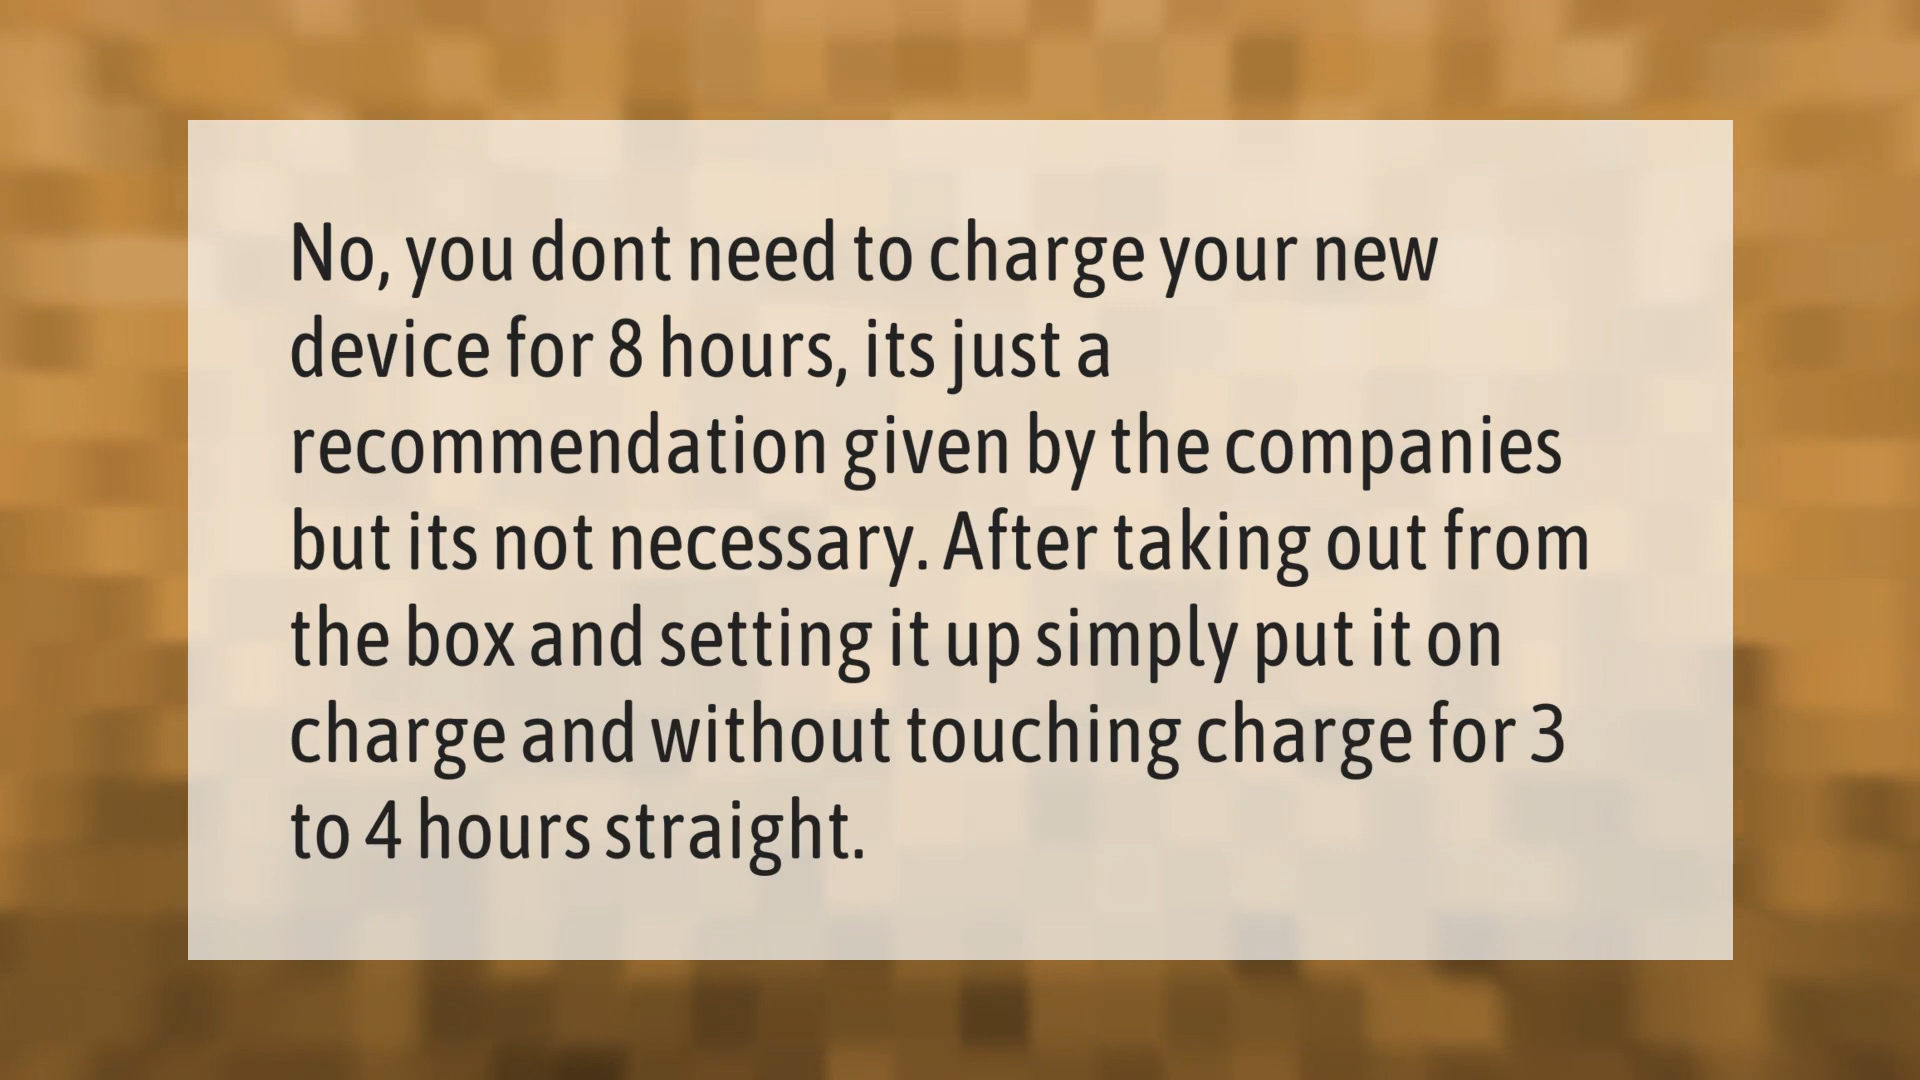 No, you dont need to charge your new
device for 8 hours, its just a
recommendation given by the companies
but its not necessary. After taking out from
the box and setting it up simply put it on
charge and without touching charge for 3
to 4 hours straight.